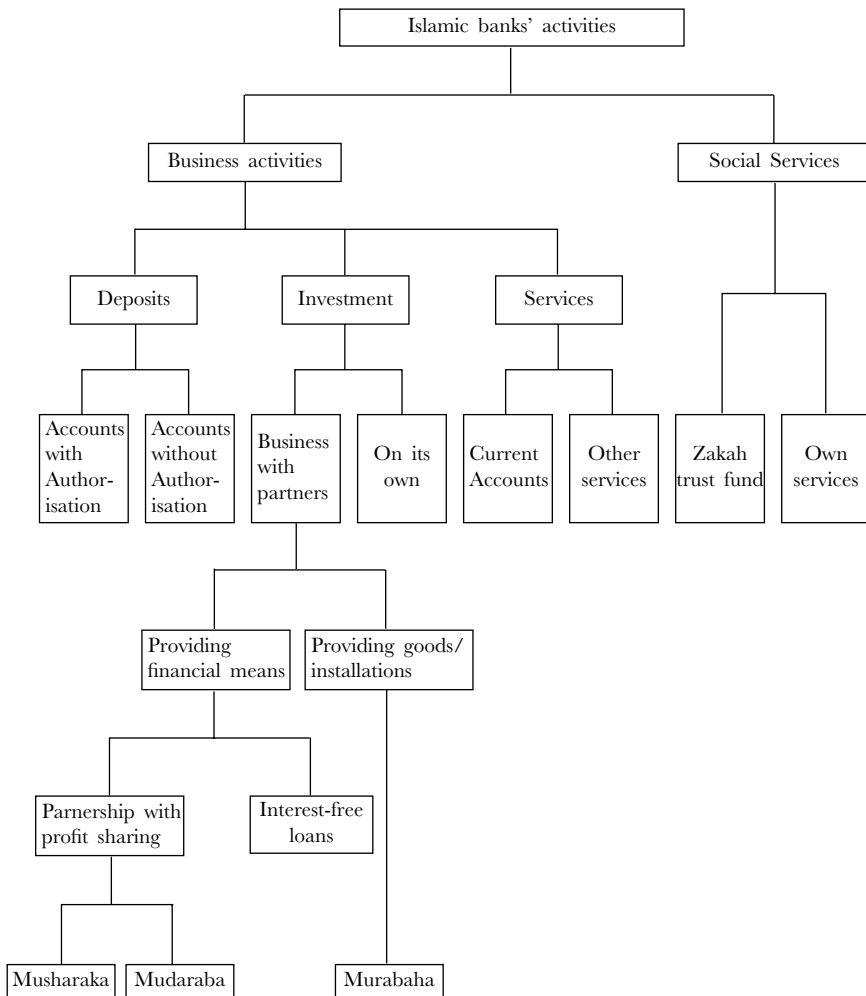 Islamic banks’ activities
Business activities
Social Services
Deposits
Investment
Services
Accounts
with
Author-
isation
Accounts
without
Author-
isation
Business
with
partners
On its
own
Current
Accounts
Other
services
Zakah
trust fund
Own
services
Providing
financial means
Providing goods/
installations
Parnership with
profit sharing
Interest-free
loans
Musharaka
Mudaraba
Murabaha